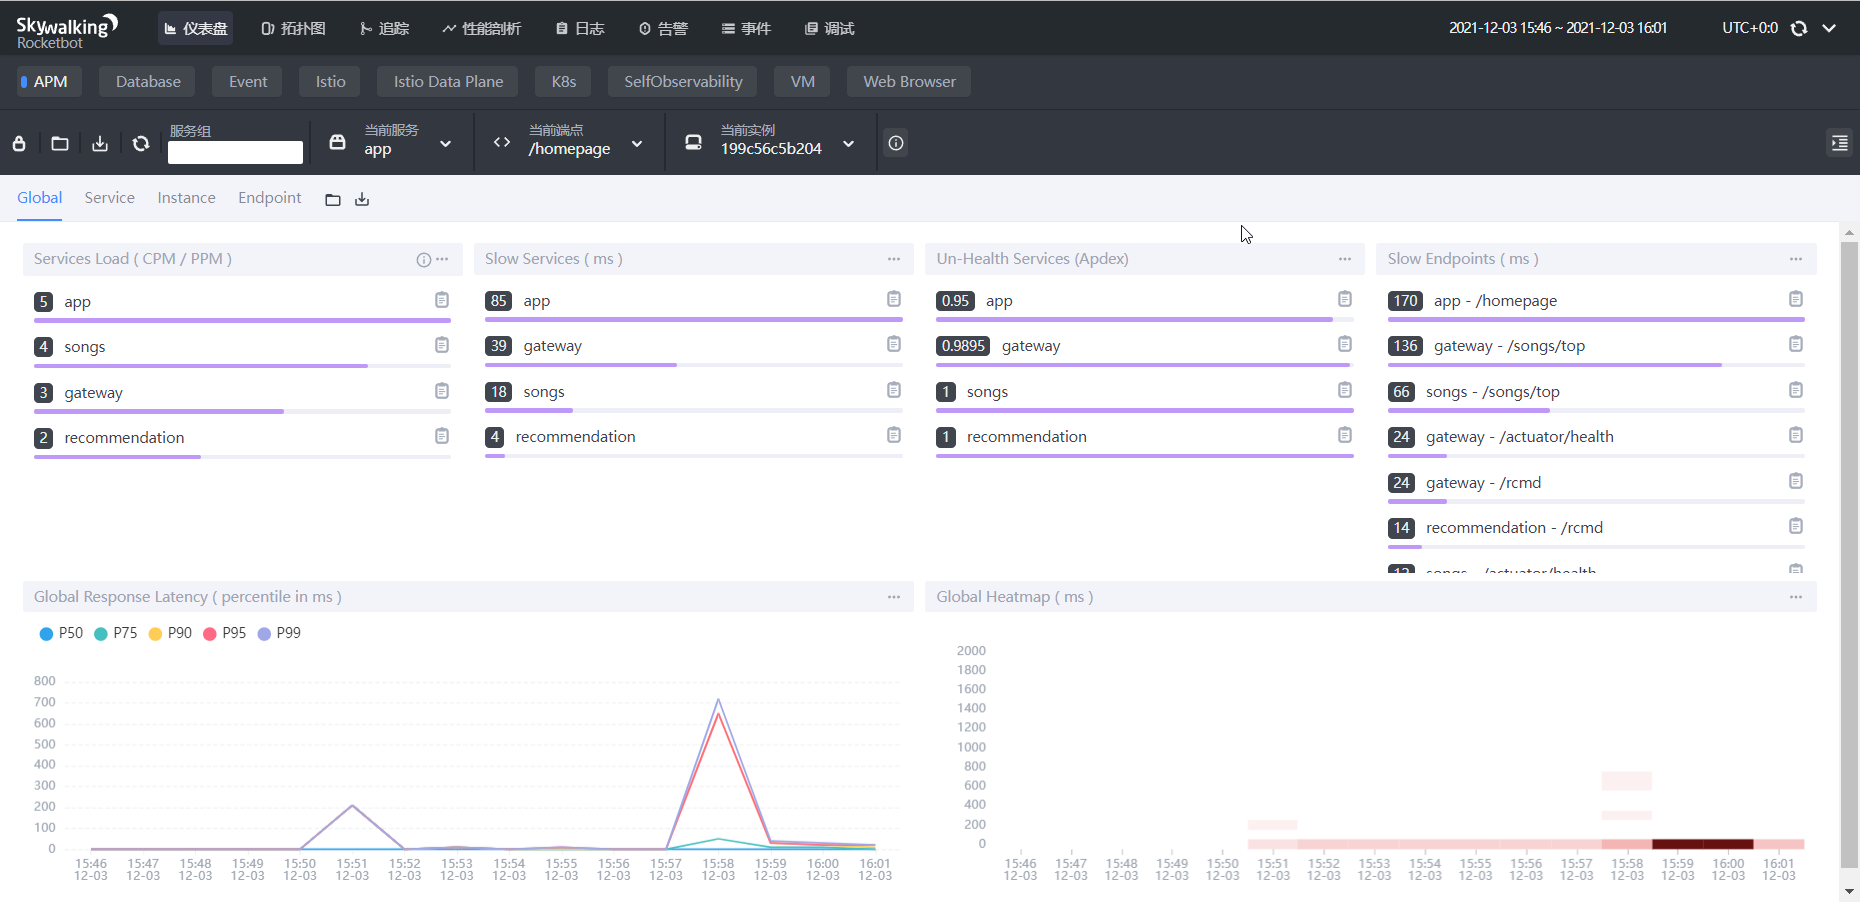 Skywalking
Rocketbot
仪表盘
拓扑图
追踪
性能剖析
日志
告警
事件
调试
2021-12-03 15:46 ~ 2021-12-03 16:01
UTC+0:0
APM
Database
Event
Istio
Istio Data Plane
K8s
SelfObservability
VM
Web Browser
服务组
当前服务
app
当前端点
/homepage
当前实例
199c56c5b204
Global
Service
Instance
Endpoint
Services Load ( CPM / PPM )
5 app
4 songs
3 gateway
2 recommendation
Slow Services ( ms )
85 app
39 gateway
18 songs
4 recommendation
Un-Health Services (Apdex)
0.95 app
0.9895 gateway
1 songs
1 recommendation
Slow Endpoints ( ms )
170 app - /homepage
136 gateway - /songs/top
66 songs - /songs/top
24 gateway - /actuator/health
24 gateway - /rcmd
14 recommendation - /rcmd
12 songs - /actuator/health
Global Response Latency ( percentile in ms )
P50 P75 P90 P95 P99
800
700
600
500
400
300
200
100
0
15:46 15:47 15:48 15:49 15:50 15:51 15:52 15:53 15:54 15:55 15:56 15:57 15:58 15:59 16:00 16:01
12-03 12-03 12-03 12-03 12-03 12-03 12-03 12-03 12-03 12-03 12-03 12-03 12-03 12-03 12-03 12-03
Global Heatmap ( ms )
2000
1800
1600
1400
1200
1000
800
600
400
200
0
15:46 15:47 15:48 15:49 15:50 15:51 15:52 15:53 15:54 15:55 15:56 15:57 15:58 15:59 16:00 16:01
12-03 12-03 12-03 12-03 12-03 12-03 12-03 12-03 12-03 12-03 12-03 12-03 12-03 12-03 12-03 12-03